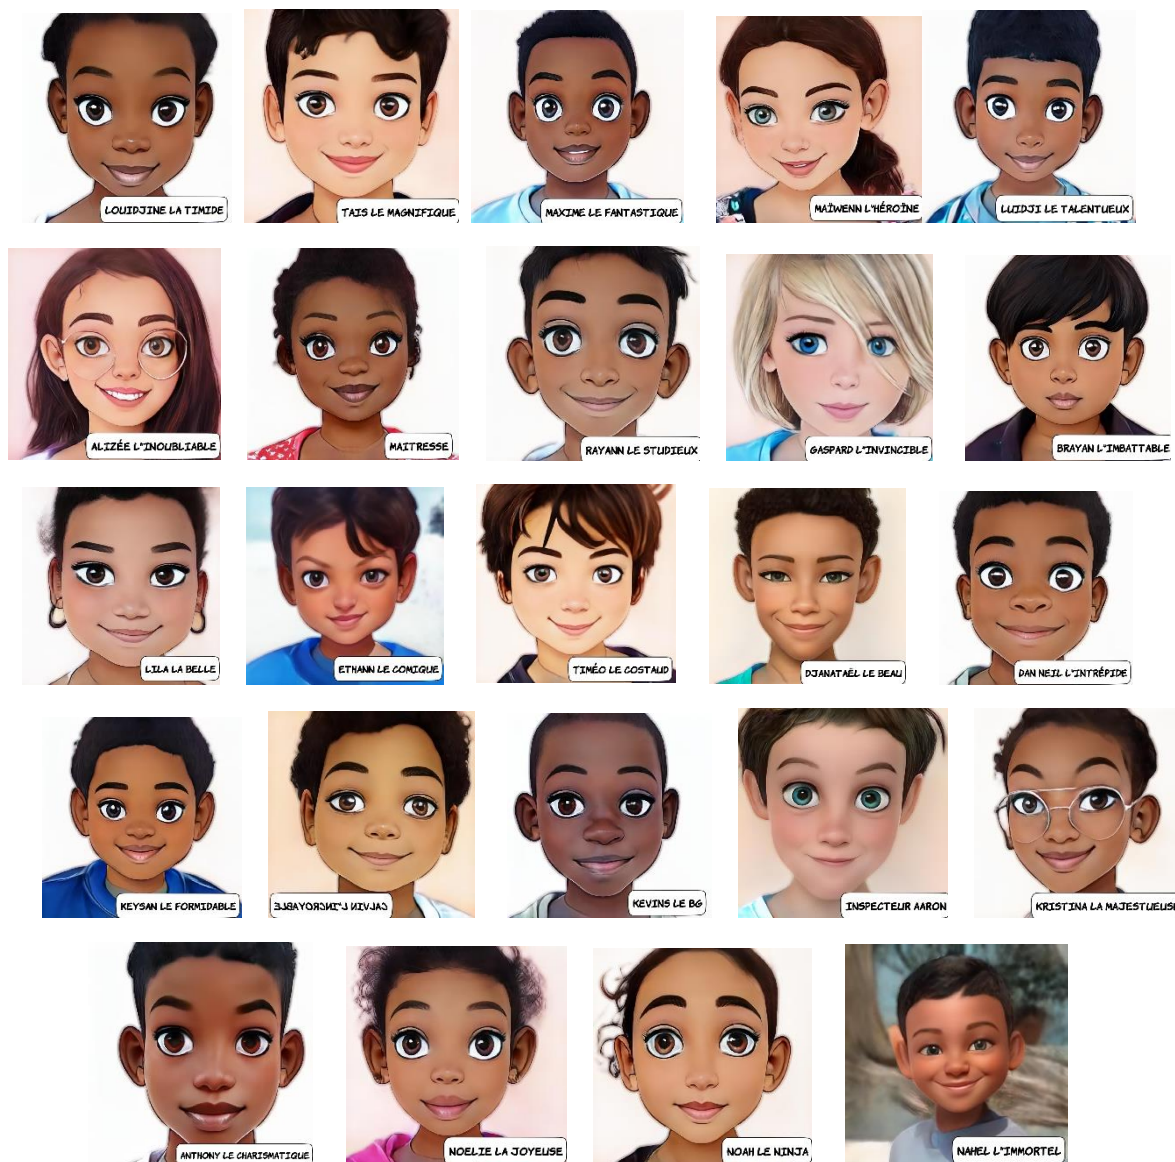 LOUIDJINE LA TIMIDE
TAIS LE MAGNIFIQUE
MAXIME LE FANTASTIQUE
MAÏWENN L"HÉROÏNE
LUIDJI LE TALENTUEUX
ALIZÉE L"INOUBLIABLE
MAITRESSE
RAYANN LE STUDIEUX
GASPARD L"INVINCIBLE
BRAYAN L"IMBATTABLE
LILA LA BELLE
ETHANN LE COMIQUE
TIMÉO LE COSTAUD
DJANATAËL LE BEAU
DAN NEIL L"INTRÉPIDE
KEYSAN LE FORMIDABLE
CALVIN L"INCROYABLE
KEVINS LE BG
INSPECTEUR AARON
KRISTINA LA MAJESTUEUSE
ANTHONY LE CHARISMATIQUE
NOELIE LA JOYEUSE
NOAH LE NINJA
NAHEL L"IMMORTEL